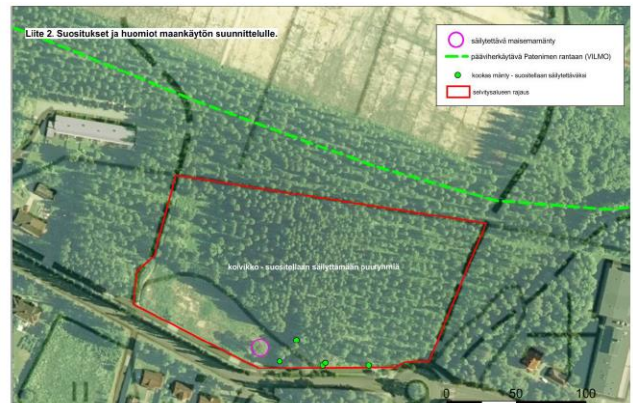 Liite 2. Suositukset ja huomiot maankäytön suunnittelulle.
säilytettävä maisemamänty
pääviherkäytävä Patenimen rantaan (VILMO)
kookas mänty - suositellaan säilytettäväksi
selvitysalueen rajaus
koivikko - suositellaan säilyttämään puuryhmiä
0 50 100